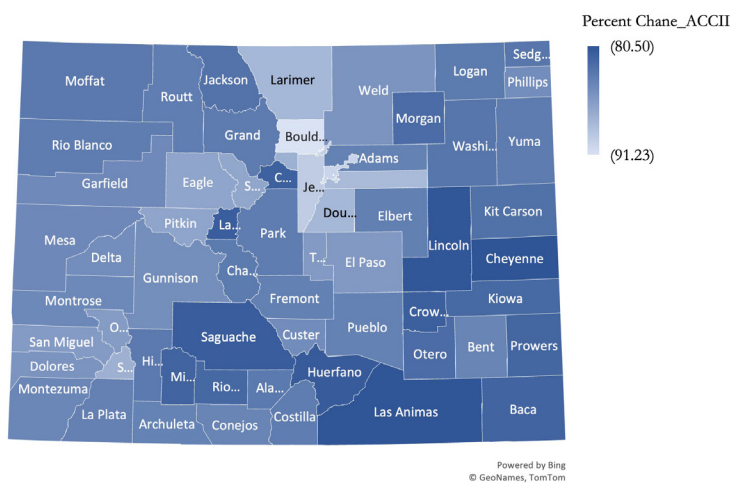 Percent Chane_ACCII
(80.50)
(91.23)
Moffat
Routt
Jackson
Larimer
Weld
Logan
Sedg...
Phillips
Morgan
Rio Blanco
Grand
Bould...
Adams
Washi...
Yuma
Garfield
Eagle
S...
C...
Je...
Dou...
Elbert
Kit Carson
Pitkin
La...
Park
Lincoln
Mesa
Delta
Gunnison
Cha...
T...
El Paso
Cheyenne
Montrose
Fremont
Crow...
Kiowa
O...
San Miguel
Saguache
Custer
Pueblo
Dolores
S...
Hi...
Mi...
Rio...
Ala...
Huerfano
Otero
Bent
Prowers
Montezuma
La Plata
Archuleta
Conejos
Costilla
Las Animas
Baca
Powered by Bing
© GeoNames, TomTom